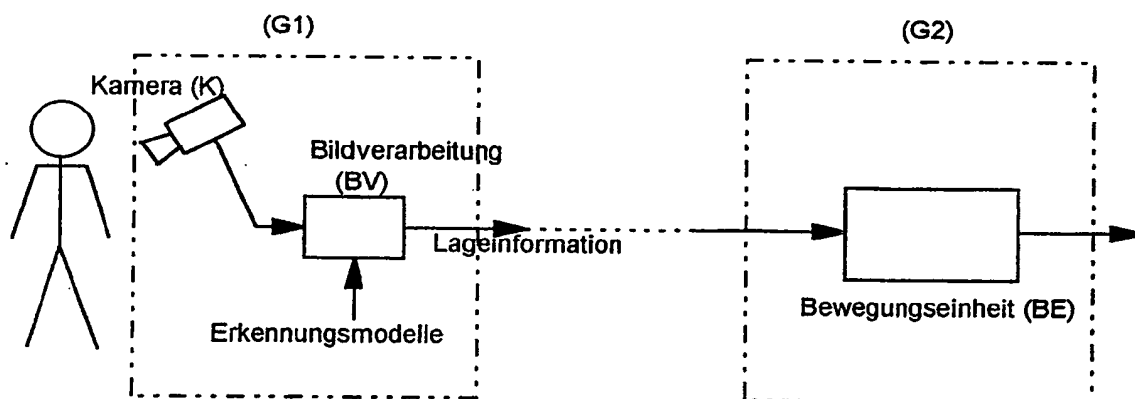 (G1)
(G2)
Kamera (K)
Bildverarbeitung
(BV)
Lageinformation
Erkennungsmodelle
Bewegungseinheit (BE)